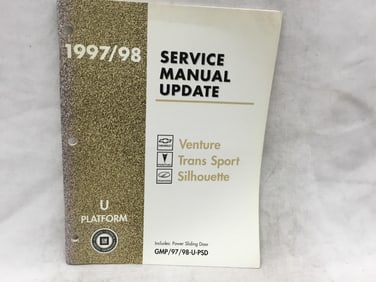 1997/98
SERVICE
MANUAL
UPDATE
Venture
Trans Sport
Silhouette
U
PLATFORM
Includes: Power Sliding Door
GMP/97/98-U-PSD